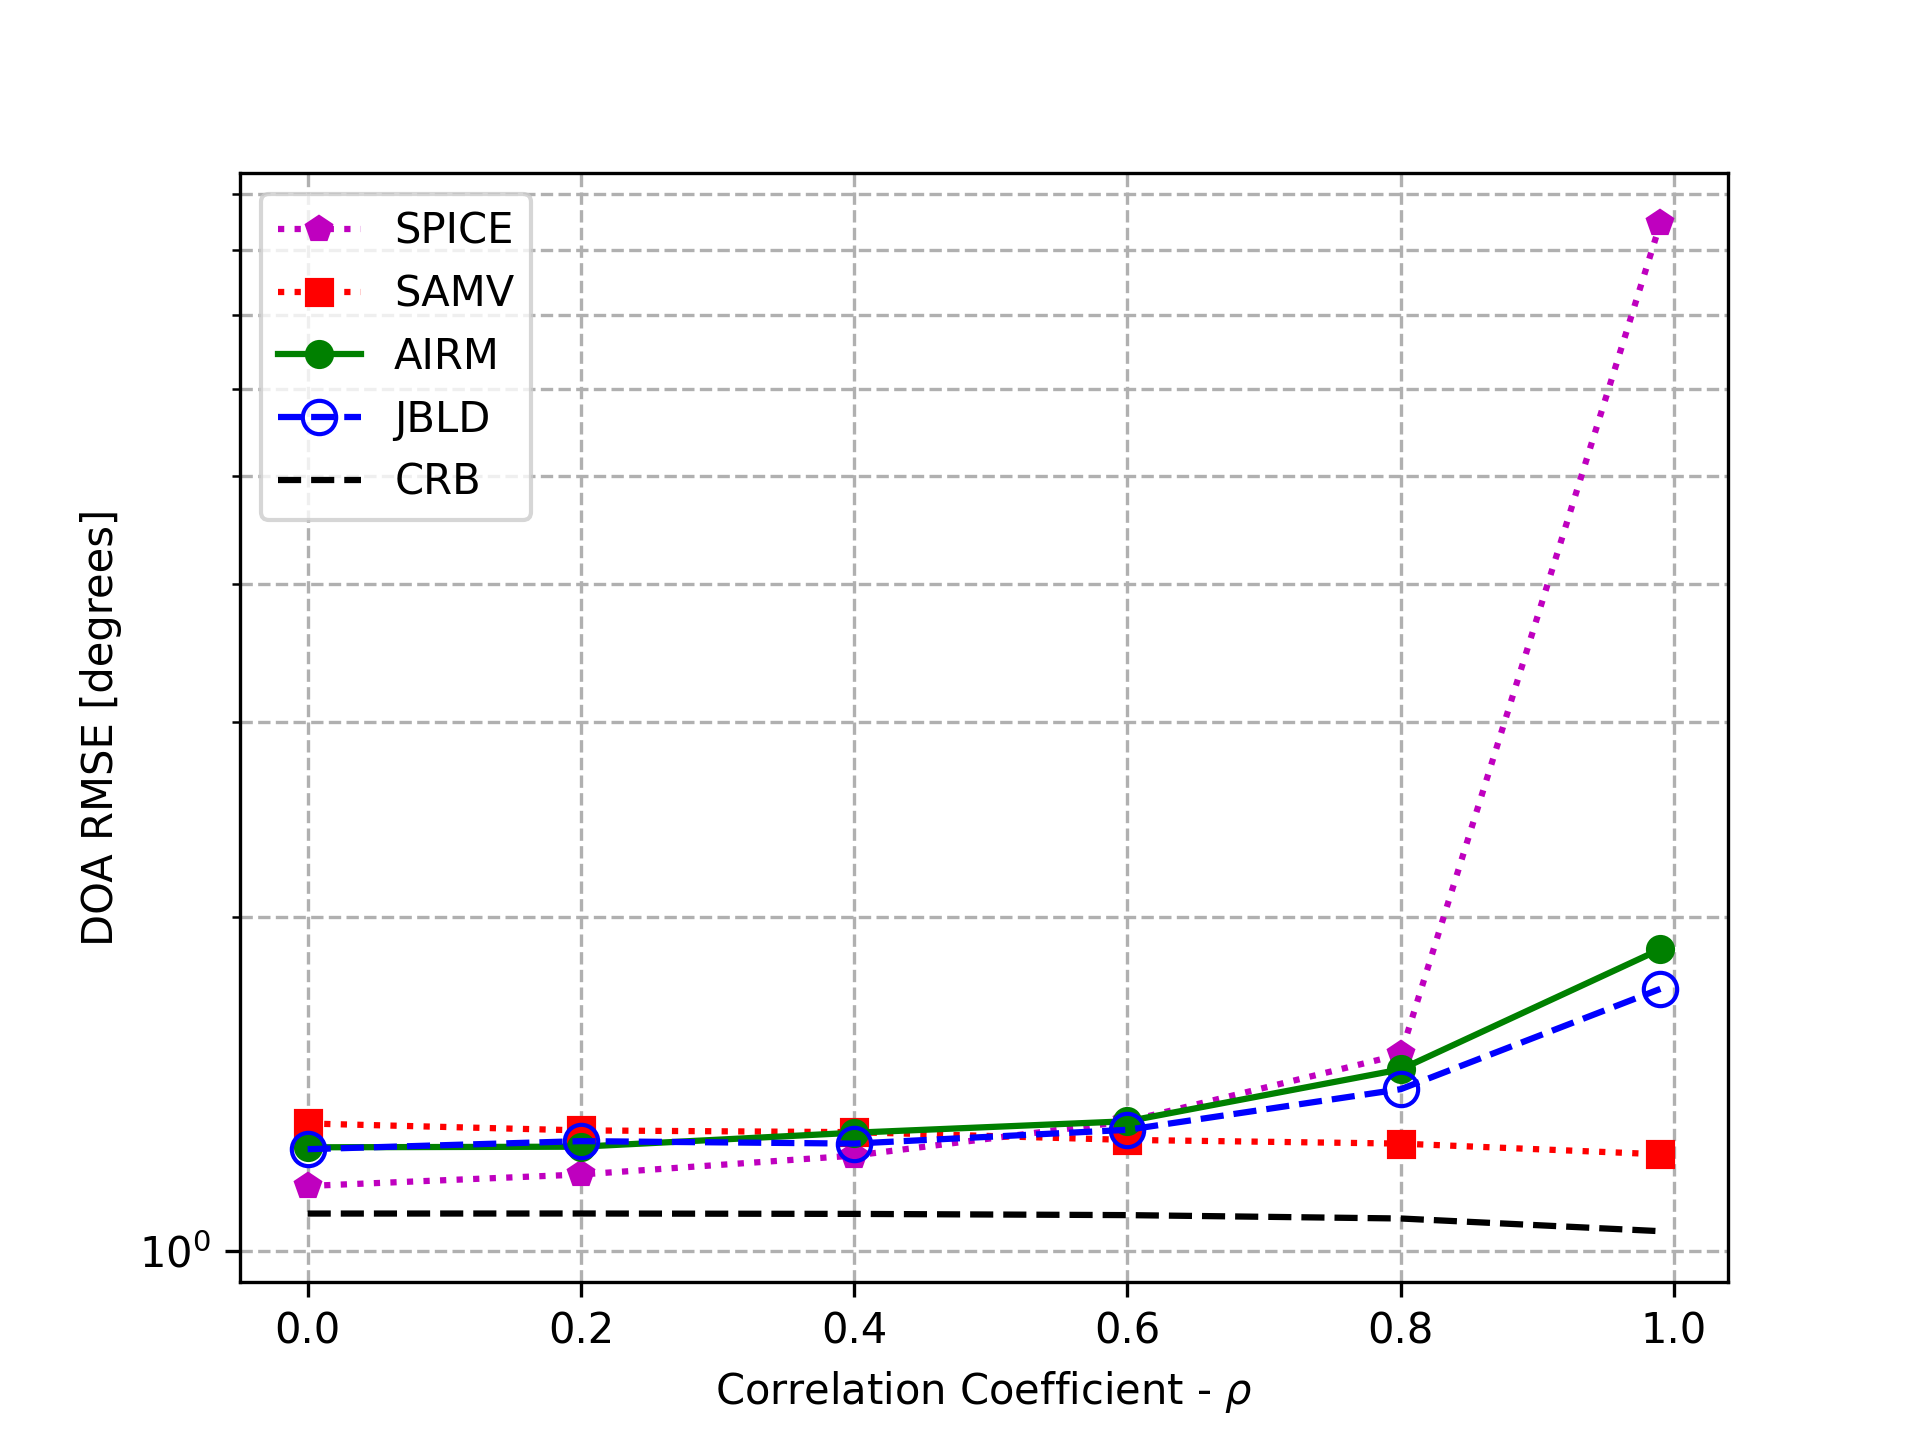 SPICE
SAMV
AIRM
JBLD
CRB
DOA RMSE [degrees]
10⁰
0.0 0.2 0.4 0.6 0.8 1.0
Correlation Coefficient - ρ